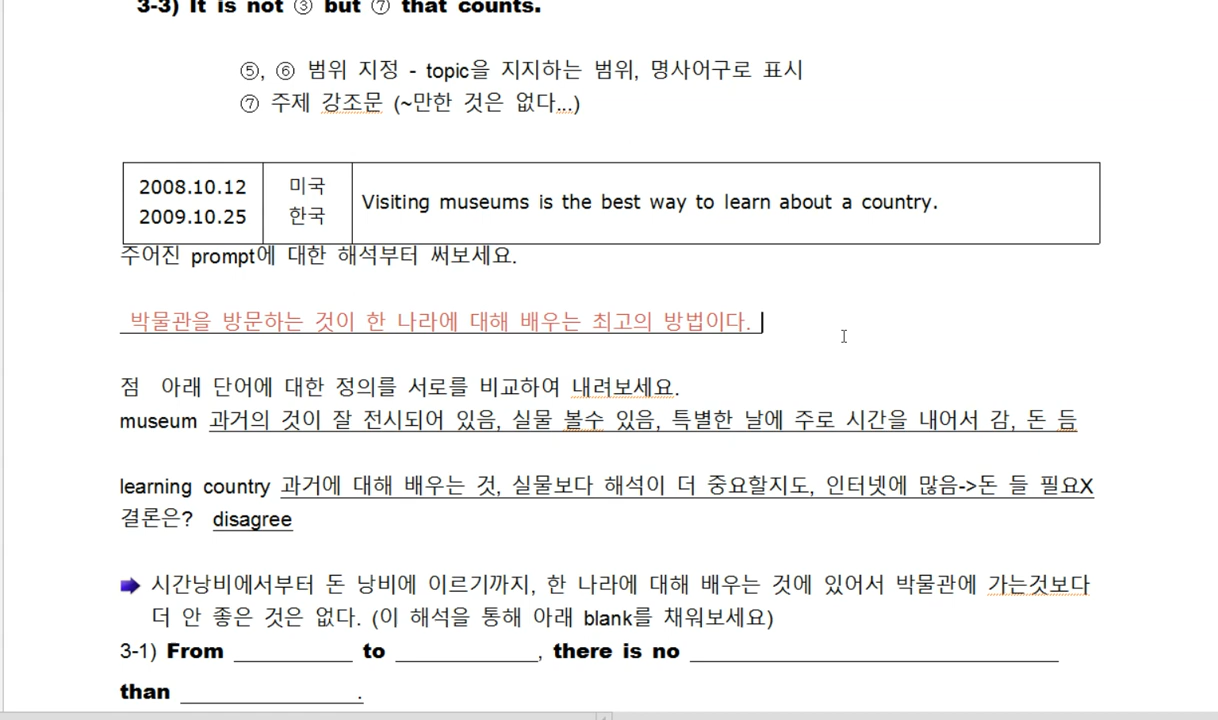 3-3) It is not ③ but ⑦ that counts.
⑤, ⑥ 범위 지정 - topic을 지지하는 범위, 명사어구로 표시
⑦ 주제 강조문 (~만한 것은 없다...)
2008.10.12 미국
2009.10.25 한국
Visiting museums is the best way to learn about a country.
주어진 prompt에 대한 해석부터 써보세요.
박물관을 방문하는 것이 한 나라에 대해 배우는 최고의 방법이다.
점 아래 단어에 대한 정의를 서로를 비교하여 내려보세요.
museum 과거의 것이 잘 전시되어 있음, 실물 볼수 있음, 특별한 날에 주로 시간을 내어서 감, 돈 듬
learning country 과거에 대해 배우는 것, 실물보다 해석이 더 중요할지도, 인터넷에 많음->돈 들 필요X
결론은? disagree
시간낭비에서부터 돈 낭비에 이르기까지, 한 나라에 대해 배우는 것에 있어서 박물관에 가는것보다
더 안 좋은 것은 없다. (이 해석을 통해 아래 blank를 채워보세요)
3-1) From ___________ to _____________, there is no __________________________________
than ________________.